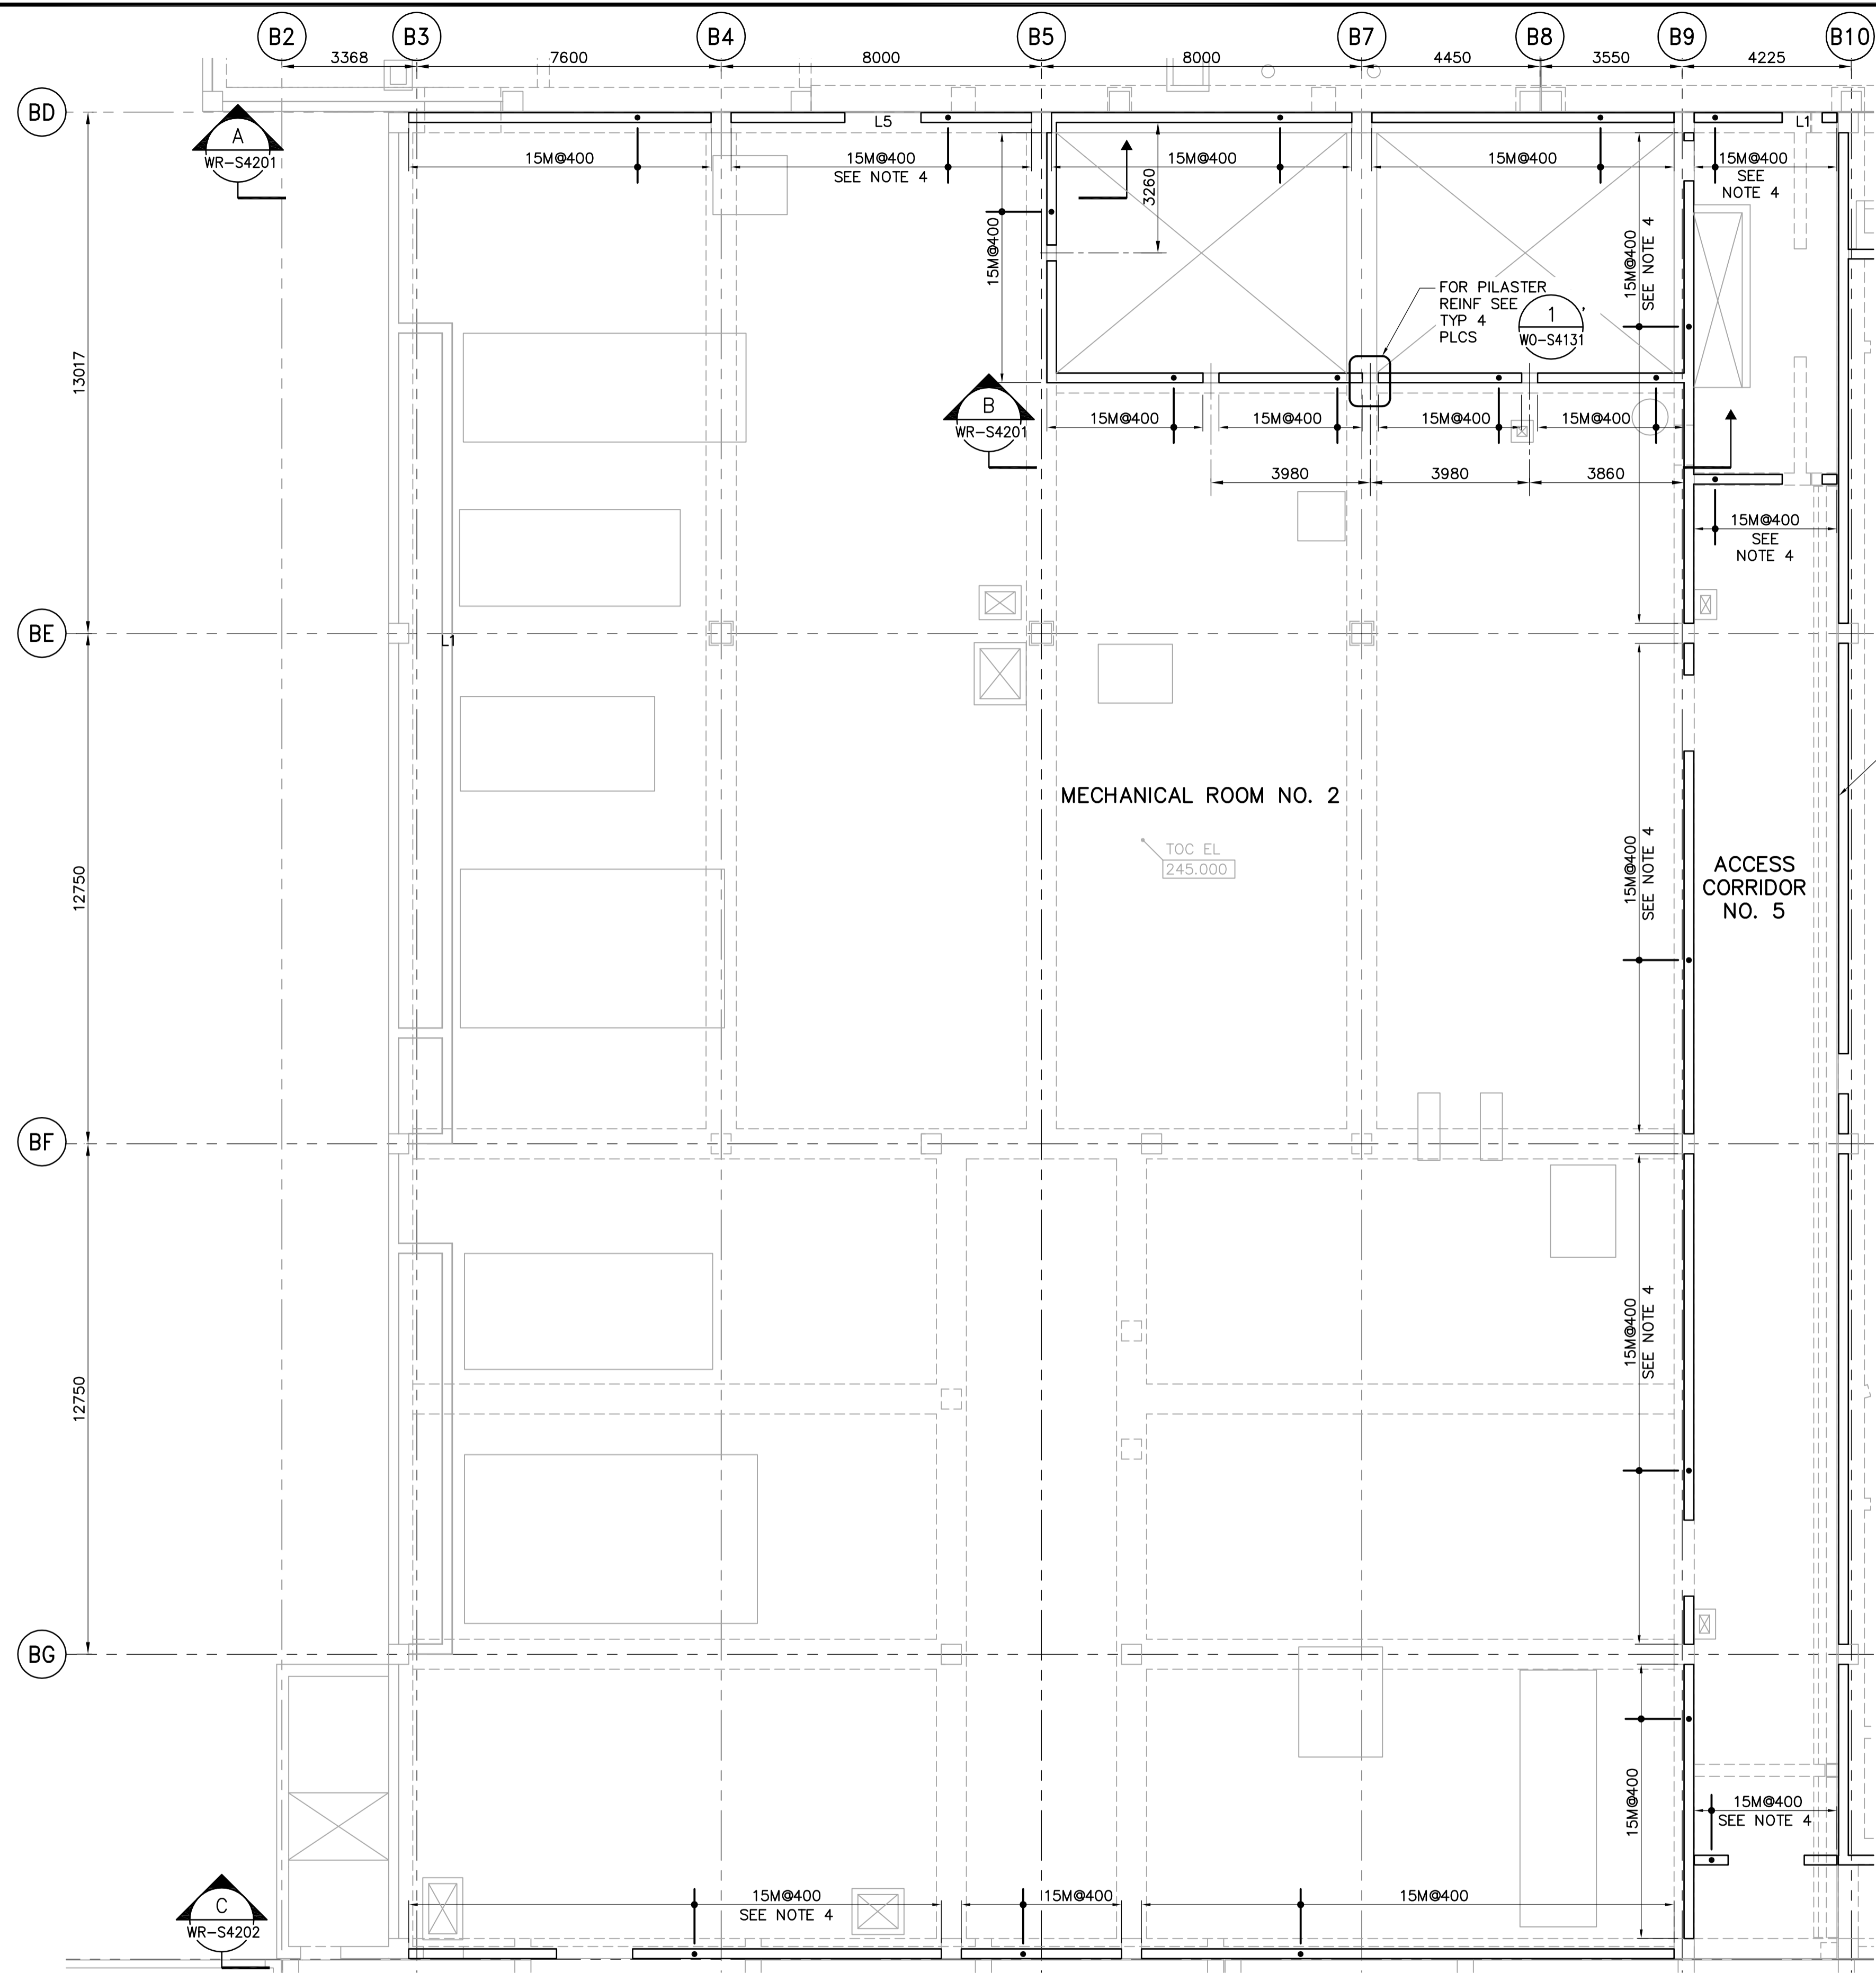 B2
B3
B4
B5
B7
B8
B9
B10
3368
7600
8000
8000
4450
3550
4225
BD
A
WR-S4201
L5
L1
15M@400
15M@400
SEE NOTE 4
15M@400
15M@400
15M@400
SEE
NOTE 4
3260
15M@400
15M@400
SEE NOTE 4
FOR PILASTER
REINF SEE
TYP 4
PLCS
1
WO-S4131
,
13017
B
WR-S4201
15M@400
15M@400
15M@400
15M@400
3980
3980
3860
15M@400
SEE
NOTE 4
BE
L1
MECHANICAL ROOM NO. 2
TOC EL
245.000
12750
15M@400
SEE NOTE 4
ACCESS
CORRIDOR
NO. 5
BF
12750
15M@400
SEE NOTE 4
BG
15M@400
15M@400
SEE NOTE 4
C
WR-S4202
15M@400
SEE NOTE 4
15M@400
15M@400